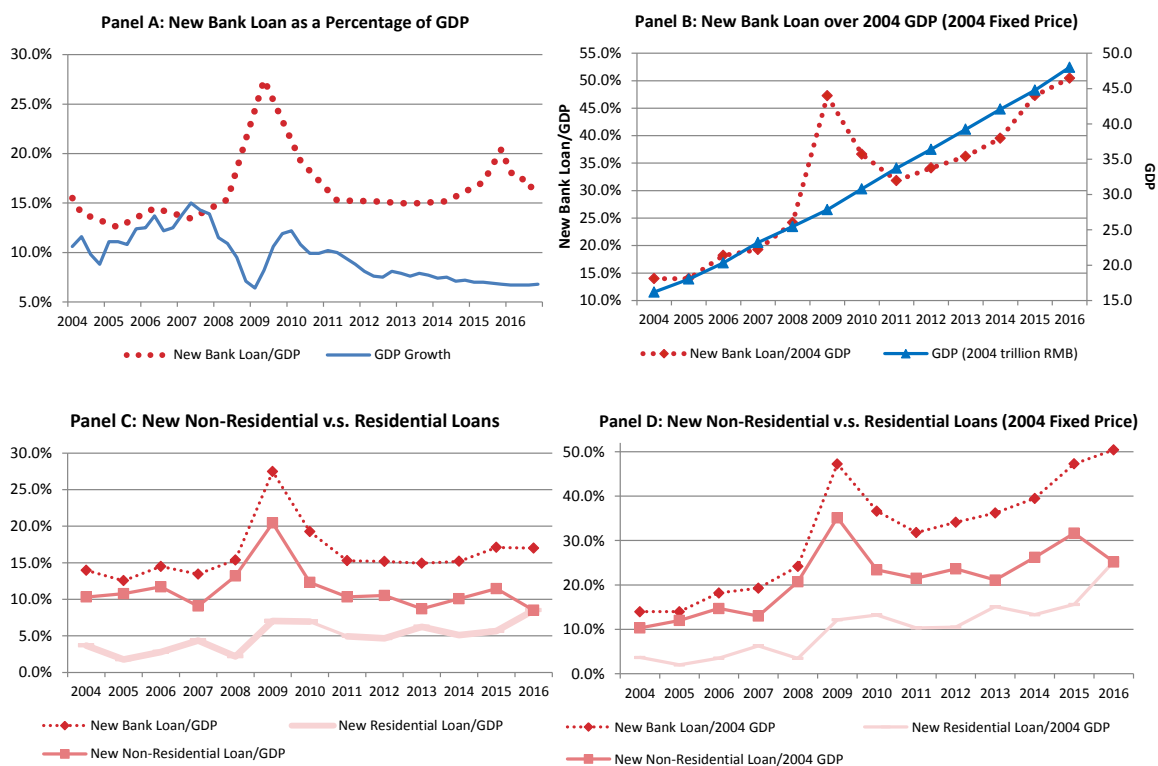 Panel A: New Bank Loan as a Percentage of GDP
30.0%
25.0%
20.0%
15.0%
10.0%
5.0%
2004 2005 2006 2007 2008 2009 2010 2011 2012 2013 2014 2015 2016
New Bank Loan/GDP GDP Growth
Panel B: New Bank Loan over 2004 GDP (2004 Fixed Price)
New Bank Loan/GDP
55.0%
50.0%
45.0%
40.0%
35.0%
30.0%
25.0%
20.0%
15.0%
10.0%
50.0
45.0
40.0
35.0
30.0
25.0
20.0
15.0
GDP
2004 2005 2006 2007 2008 2009 2010 2011 2012 2013 2014 2015 2016
New Bank Loan/2004 GDP GDP (2004 trillion RMB)
Panel C: New Non-Residential v.s. Residential Loans
30.0%
25.0%
20.0%
15.0%
10.0%
5.0%
0.0%
2004 2005 2006 2007 2008 2009 2010 2011 2012 2013 2014 2015 2016
New Bank Loan/GDP New Residential Loan/GDP
New Non-Residential Loan/GDP
Panel D: New Non-Residential v.s. Residential Loans (2004 Fixed Price)
50.0%
40.0%
30.0%
20.0%
10.0%
0.0%
2004 2005 2006 2007 2008 2009 2010 2011 2012 2013 2014 2015 2016
New Bank Loan/2004 GDP New Residential Loan/2004 GDP
New Non-Residential Loan/2004 GDP